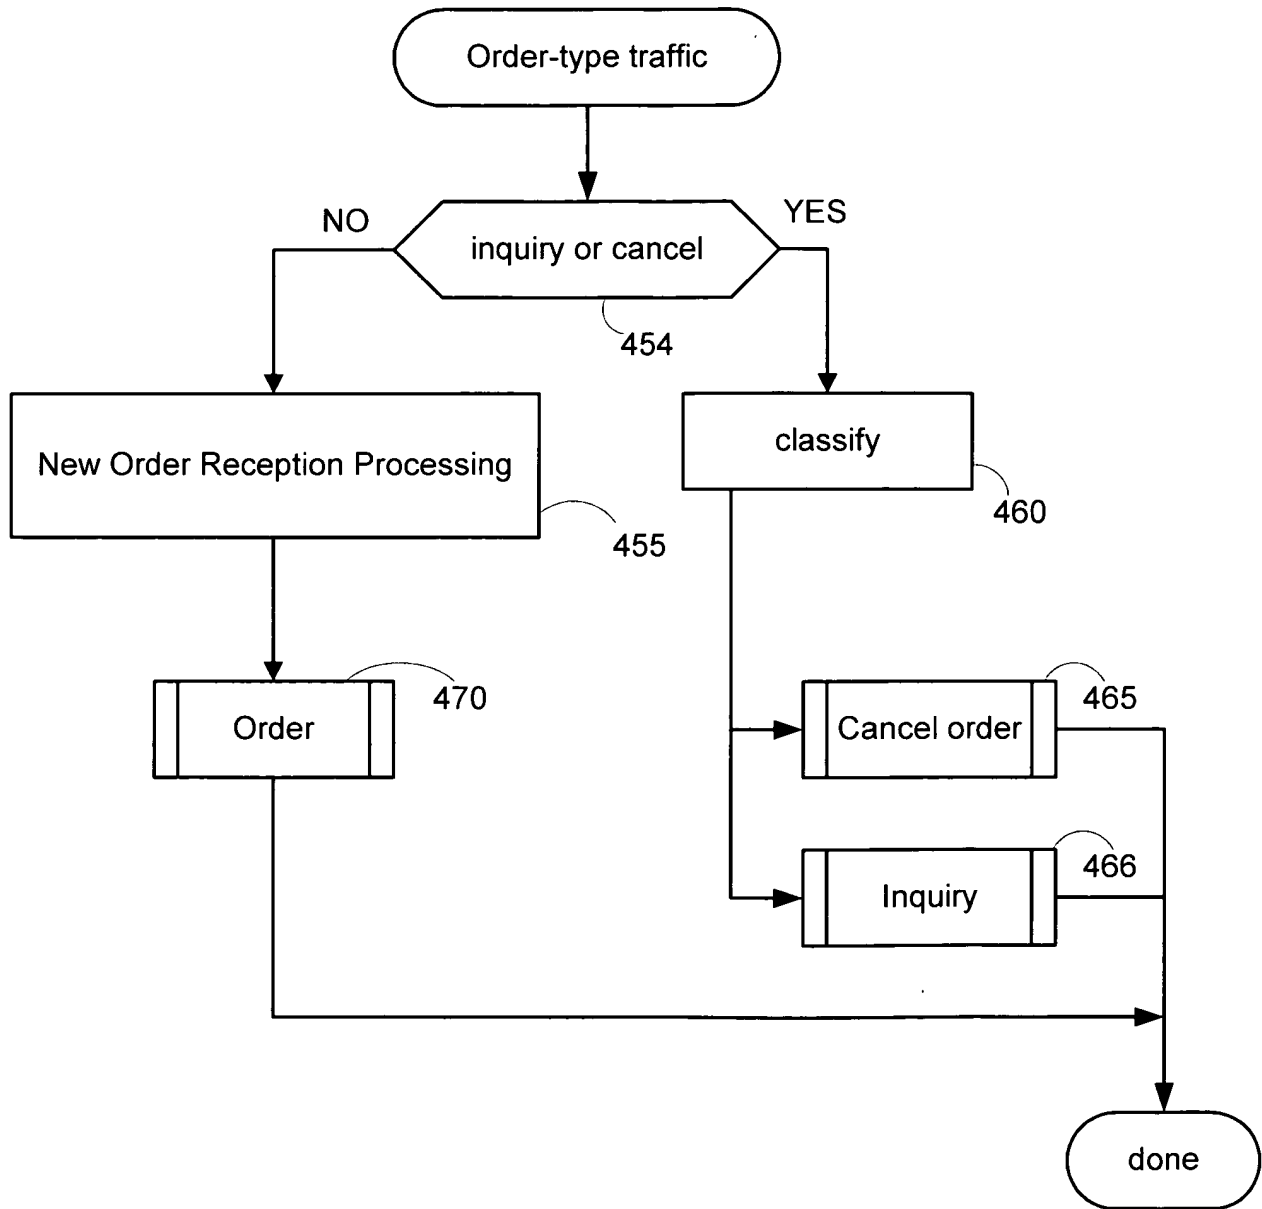 Order-type traffic
NO
YES
inquiry or cancel
454
New Order Reception Processing
455
classify
460
Order
470
Cancel order
465
Inquiry
466
done